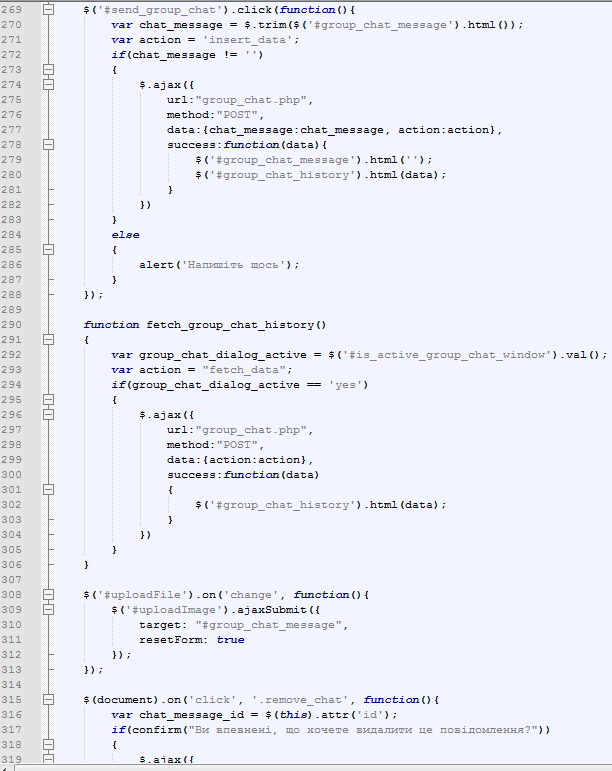 269 $('#send_group_chat').click(function(){
270 var chat_message = $.trim($('#group_chat_message').html());
271 var action = 'insert_data';
272 if(chat_message != '')
273 {
274 $.ajax({
275 url:"group_chat.php",
276 method:"POST",
277 data:{chat_message:chat_message, action:action},
278 success:function(data){
279 $('#group_chat_message').html('');
280 $('#group_chat_history').html(data);
281 }
282 })
283 }
284 else
285 {
286 alert('Напишіть щось');
287 }
288 });
289
290 function fetch_group_chat_history()
291 {
292 var group_chat_dialog_active = $('#is_active_group_chat_window').val();
293 var action = "fetch_data";
294 if(group_chat_dialog_active == 'yes')
295 {
296 $.ajax({
297 url:"group_chat.php",
298 method:"POST",
299 data:{action:action},
300 success:function(data)
301 {
302 $('#group_chat_history').html(data);
303 }
304 })
305 }
306 }
307
308 $('#uploadFile').on('change', function(){
309 $('#uploadImage').ajaxSubmit({
310 target: "#group_chat_message",
311 resetForm: true
312 });
313 });
314
315 $(document).on('click', '.remove_chat', function(){
316 var chat_message_id = $(this).attr('id');
317 if(confirm("Ви впевнені, що хочете видалити це повідомлення?"))
318 {
319 $.ajax({